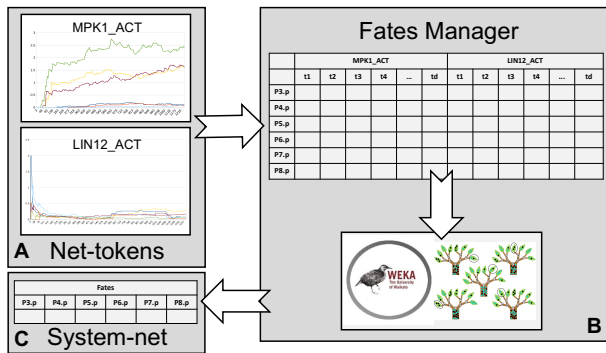 MPK1_ACT
LIN12_ACT
A Net-tokens
Fates Manager
MPK1_ACT LIN12_ACT
t1 t2 t3 t4 ... td t1 t2 t3 t4 ... td
P3.p
P4.p
P5.p
P6.p
P7.p
P8.p
WEKA
The University
of Waikato
B
Fates
P3.p P4.p P5.p P6.p P7.p P8.p
C System-net